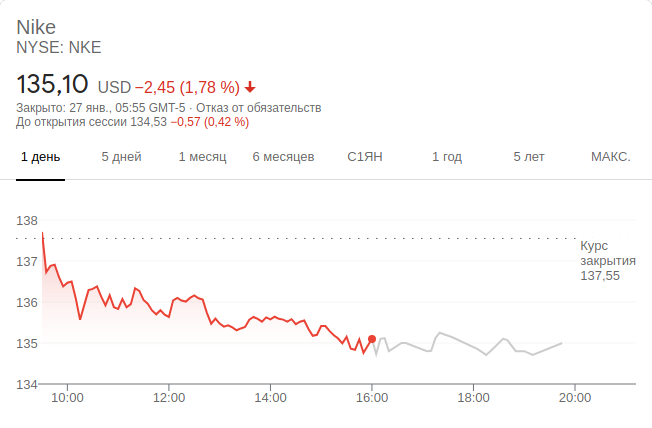 Nike
NYSE: NKE
135,10 USD −2,45 (1,78 %)
Закрыто: 27 янв., 05:55 GMT-5 · Отказ от обязательств
До открытия сессии 134,53 −0,57 (0,42 %)
1 день 5 дней 1 месяц 6 месяцев С1ЯН 1 год 5 лет МАКС.
138
Курс
закрытия
137,55
137
136
135
134
10:00 12:00 14:00 16:00 18:00 20:00